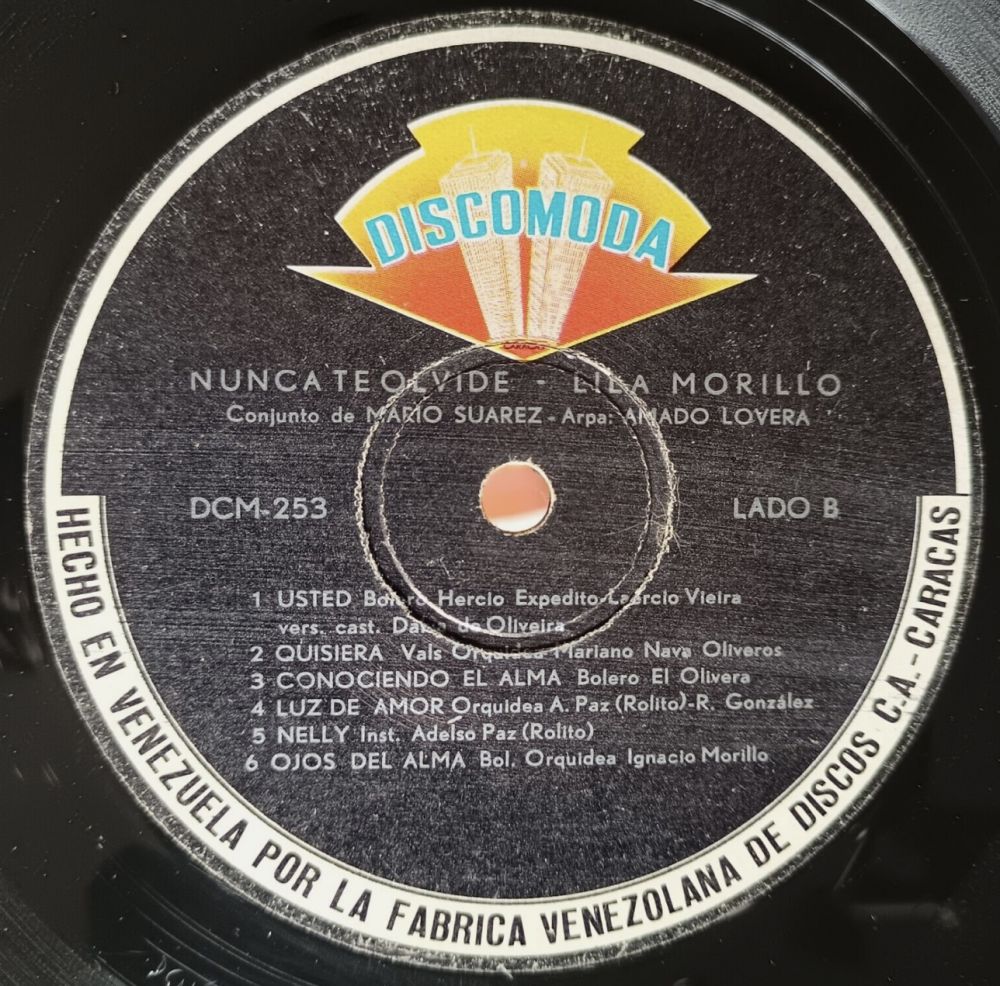 DISCOMODA
CARACAS
NUNCA TE OLVIDE - LILA MORILLO
Conjunto de MARIO SUAREZ - Arpa: AMADO LOVERA
DCM-253
LADO B
1 USTED Bolero Hercio Expedito-Laercio Vieira
vers. cast. de Oliveira
2 QUISIERA Vals Orquidea Mariano Nava Oliveros
3 CONOCIENDO EL ALMA Bolero El Olivera
4 LUZ DE AMOR Orquidea A. Paz (Rolito)-R. González
5 NELLY Inst. Adelso Paz (Rolito)
6 OJOS DEL ALMA Bol. Orquidea Ignacio Morillo
HECHO EN VENEZUELA POR LA FABRICA VENEZOLANA DE DISCOS C.A.-CARACAS